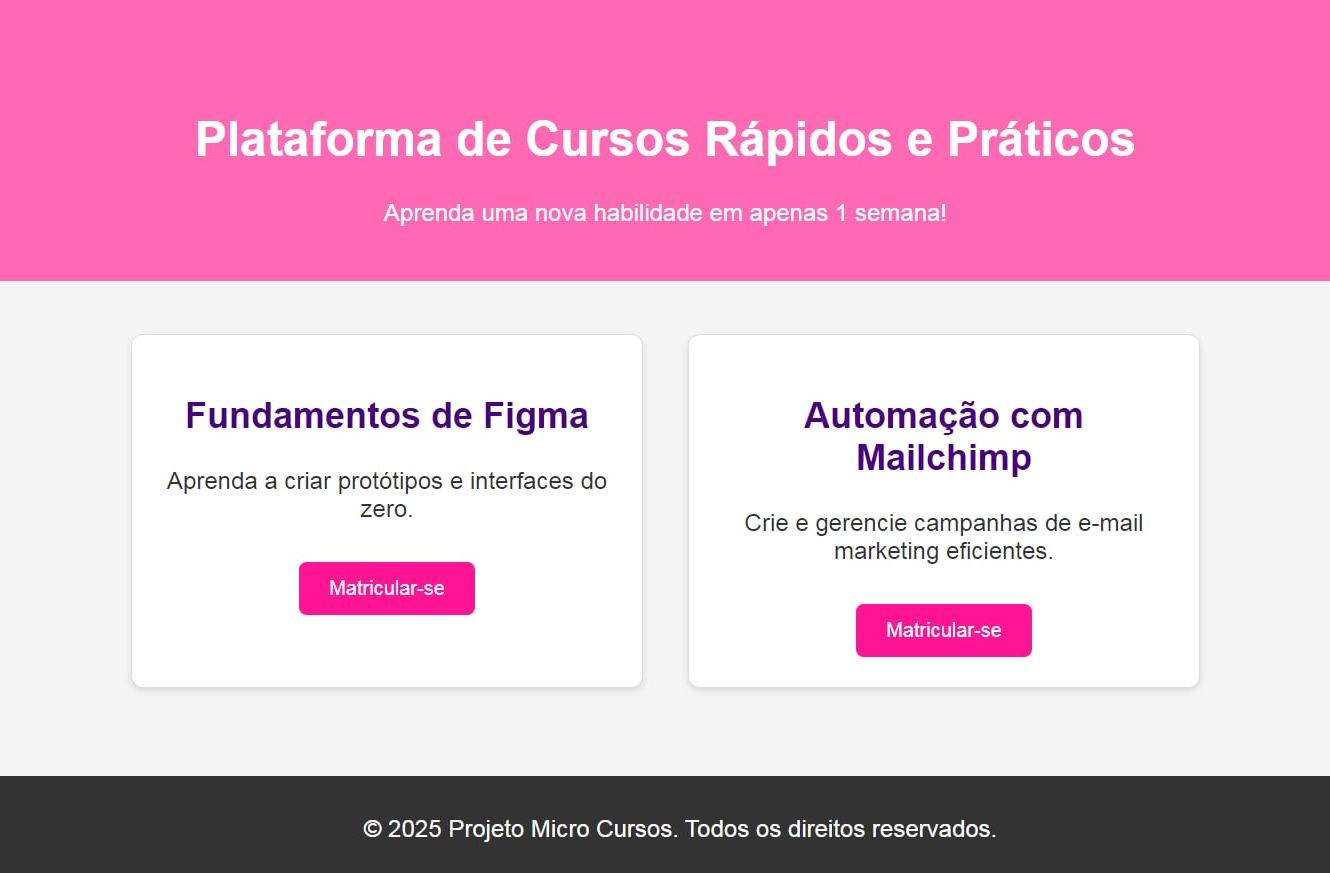 Plataforma de Cursos Rápidos e Práticos
Aprenda uma nova habilidade em apenas 1 semana!
Fundamentos de Figma
Aprenda a criar protótipos e interfaces do
zero.
Matricular-se
Automação com
Mailchimp
Crie e gerencie campanhas de e-mail
marketing eficientes.
Matricular-se
© 2025 Projeto Micro Cursos. Todos os direitos reservados.